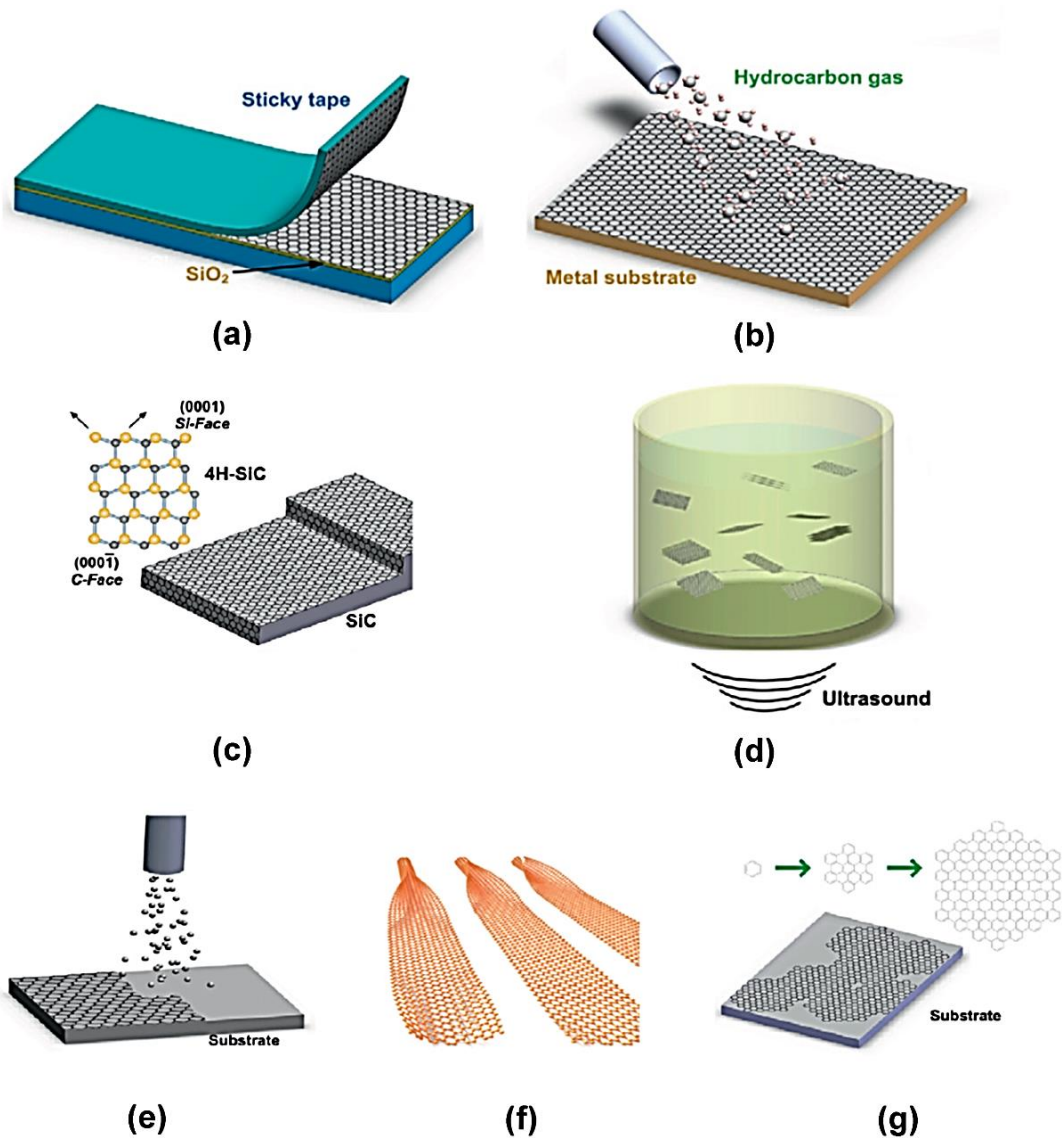 Sticky tape
SiO₂
(a)
Hydrocarbon gas
Metal substrate
(b)
(0001)
Si-Face
4H-SiC
(0001̄)
C-Face
SiC
(c)
Ultrasound
(d)
Substrate
(e)
(f)
Substrate
(g)